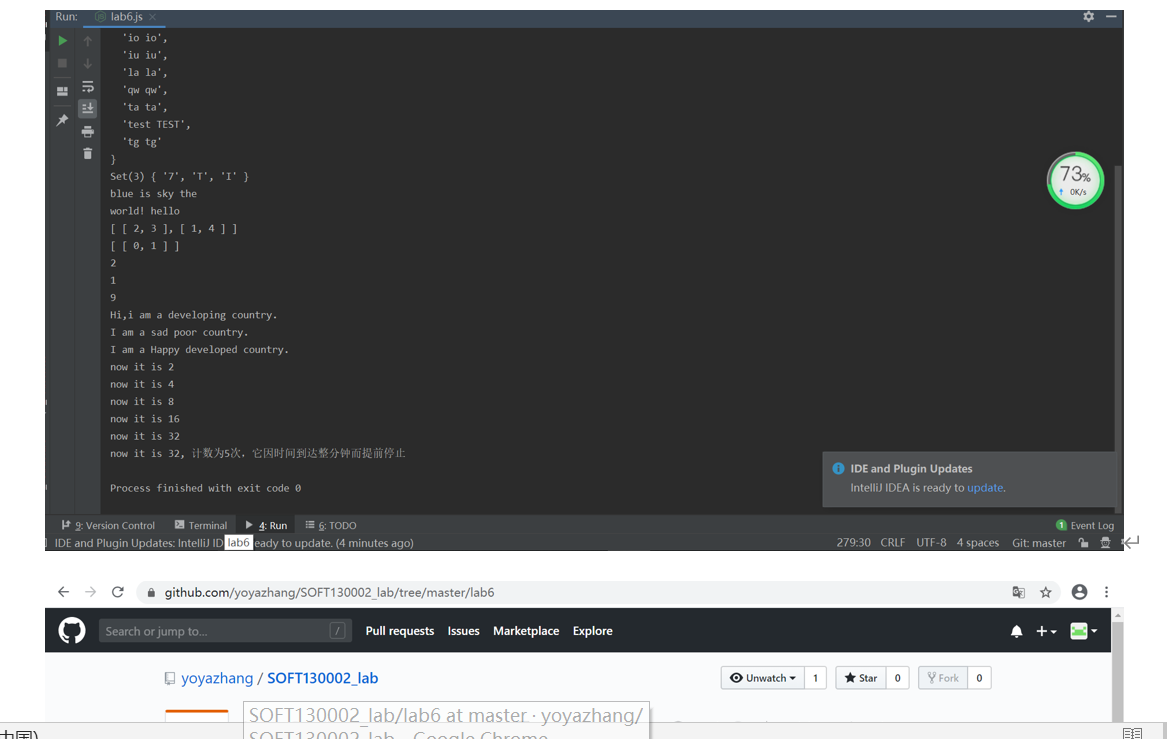 Run: lab6.js ×
'io io',
'iu iu',
'la la',
'qw qw',
'ta ta',
'test TEST',
'tg tg'
}
Set(3) { '7', 'T', 'I' }
blue is sky the
world! hello
[ [ 2, 3 ], [ 1, 4 ] ]
[ [ 0, 1 ] ]
2
1
9
Hi,i am a developing country.
I am a sad poor country.
I am a Happy developed country.
now it is 2
now it is 4
now it is 8
now it is 16
now it is 32
now it is 32, 计数为5次, 它因时间到达整分钟而提前停止
Process finished with exit code 0
73%
0K/s
IDE and Plugin Updates
IntelliJ IDEA is ready to update.
9: Version Control Terminal 4: Run 6: TODO 1 Event Log
IDE and Plugin Updates: IntelliJ ID lab6 eady to update. (4 minutes ago) 279:30 CRLF UTF-8 4 spaces Git: master
github.com/yoyazhang/SOFT130002_lab/tree/master/lab6
Search or jump to... / Pull requests Issues Marketplace Explore
yoyazhang / SOFT130002_lab Unwatch 1 Star 0 Fork 0
SOFT130002_lab/lab6 at master · yoyazhang/
SOFT130002_lab - Google Chrome
中国)